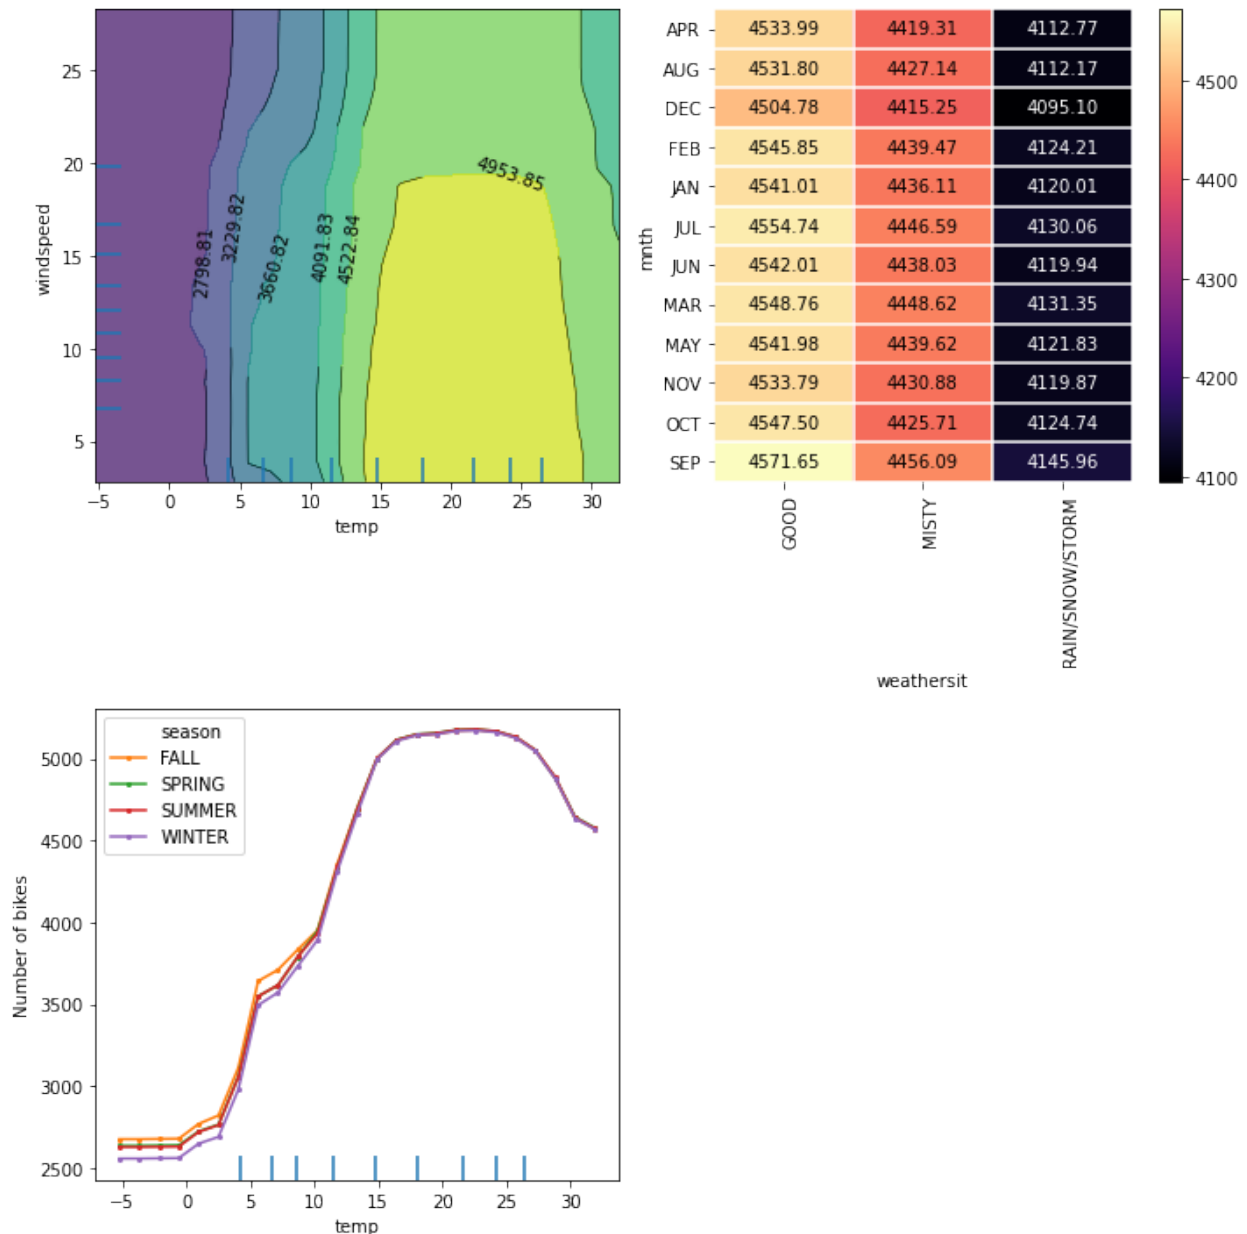 25
20
15
10
5
windspeed
2798.81
3229.82
3660.82
4091.83
4522.84
4953.85
−5 0 5 10 15 20 25 30
temp
mnth
APR 4533.99 4419.31 4112.77
AUG 4531.80 4427.14 4112.17
DEC 4504.78 4415.25 4095.10
FEB 4545.85 4439.47 4124.21
JAN 4541.01 4436.11 4120.01
JUL 4554.74 4446.59 4130.06
JUN 4542.01 4438.03 4119.94
MAR 4548.76 4448.62 4131.35
MAY 4541.98 4439.62 4121.83
NOV 4533.79 4430.88 4119.87
OCT 4547.50 4425.71 4124.74
SEP 4571.65 4456.09 4145.96
GOOD
MISTY
RAIN/SNOW/STORM
weathersit
4500
4400
4300
4200
4100
season
FALL
SPRING
SUMMER
WINTER
5000
4500
4000
3500
3000
2500
Number of bikes
−5 0 5 10 15 20 25 30
temp